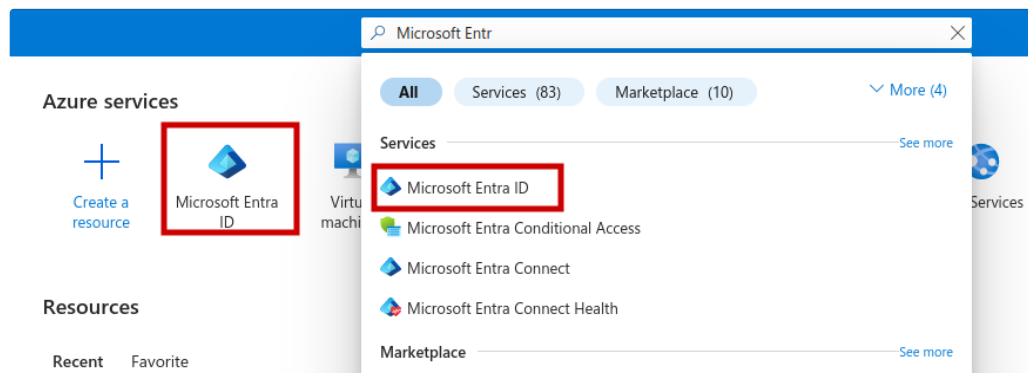 Microsoft Entr
All
Services (83)
Marketplace (10)
More (4)
Azure services
Create a
resource
Microsoft Entra
ID
Virtu
machi
Services
See more
Microsoft Entra ID
Microsoft Entra Conditional Access
Microsoft Entra Connect
Microsoft Entra Connect Health
Marketplace
See more
Services
Resources
Recent
Favorite